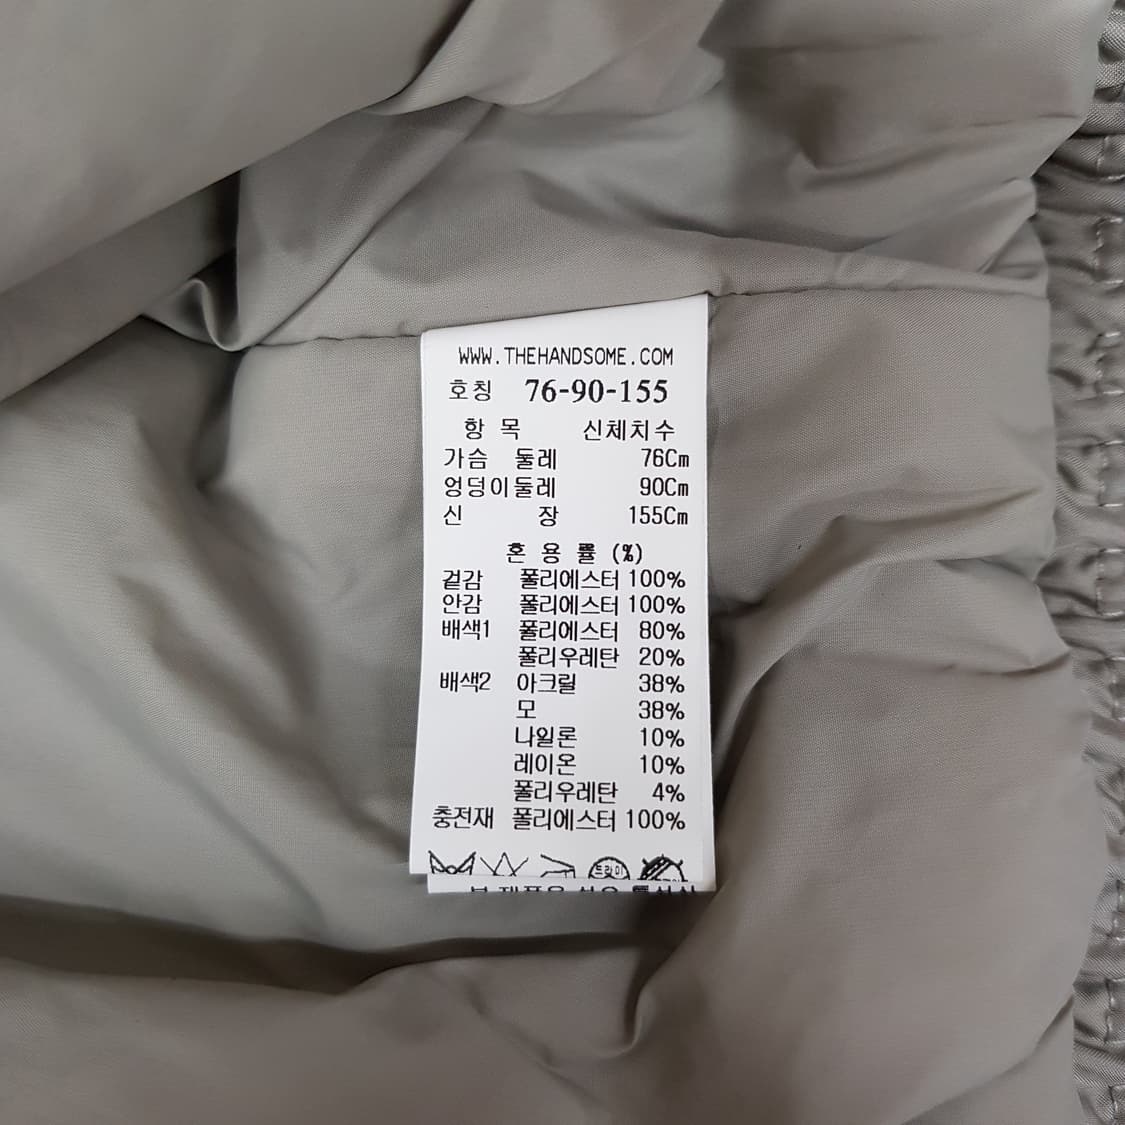 WWW.THEHANDSOME.COM
호칭 76-90-155
항 목 신체치수
가슴 둘레 76Cm
엉덩이둘레 90Cm
신 장 155Cm
혼 용 률 (%)
겉감 폴리에스터 100%
안감 폴리에스터 100%
배색1 폴리에스터 80%
폴리우레탄 20%
배색2 아크릴 38%
모 38%
나일론 10%
레이온 10%
폴리우레탄 4%
충전재 폴리에스터 100%
드라이